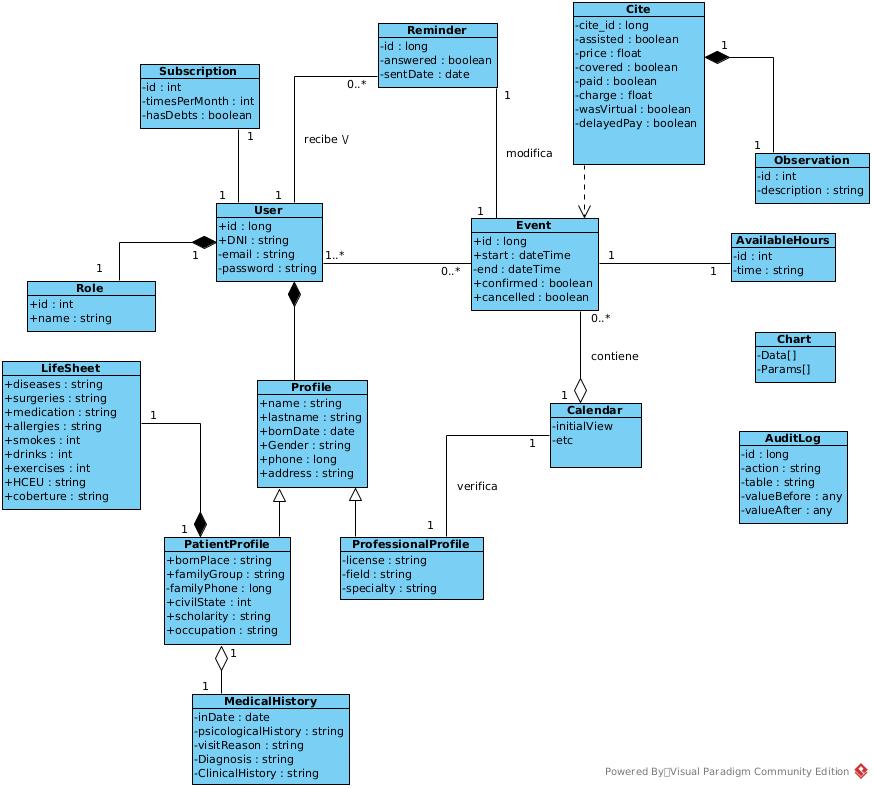 Cite
-cite_id : long
-assisted : boolean
-price : float
-covered : boolean
-paid : boolean
-charge : float
-wasVirtual : boolean
-delayedPay : boolean
1
1
Reminder
-id : long
-answered : boolean
-sentDate : date
0..*
1
recibe \/
1
modifica
1
Subscription
-id : int
-timesPerMonth : int
-hasDebts : boolean
1
1
Observation
-id : int
-description : string
User
+id : long
+DNI : string
-email : string
-password : string
1..*
0..*
1
1
Event
+id : long
+start : dateTime
-end : dateTime
+confirmed : boolean
+cancelled : boolean
1
1
AvailableHours
-id : int
-time : string
Role
+id : int
+name : string
0..*
contiene
1
Chart
-Data[]
-Params[]
LifeSheet
+diseases : string
+surgeries : string
+medication : string
+allergies : string
+smokes : int
+drinks : int
+exercises : int
+HCEU : string
+coberture : string
1
1
Profile
+name : string
+lastname : string
+bornDate : date
+Gender : string
+phone : long
+address : string
Calendar
-initialView
-etc
1
verifica
1
AuditLog
-id : long
-action : string
-table : string
-valueBefore : any
-valueAfter : any
PatientProfile
+bornPlace : string
+familyGroup : string
-familyPhone : long
+civilState : int
+scholarity : string
+occupation : string
1
1
ProfessionalProfile
-license : string
-field : string
-specialty : string
MedicalHistory
-inDate : date
-psicologicalHistory : string
-visitReason : string
-Diagnosis : string
-ClinicalHistory : string
Powered By Visual Paradigm Community Edition